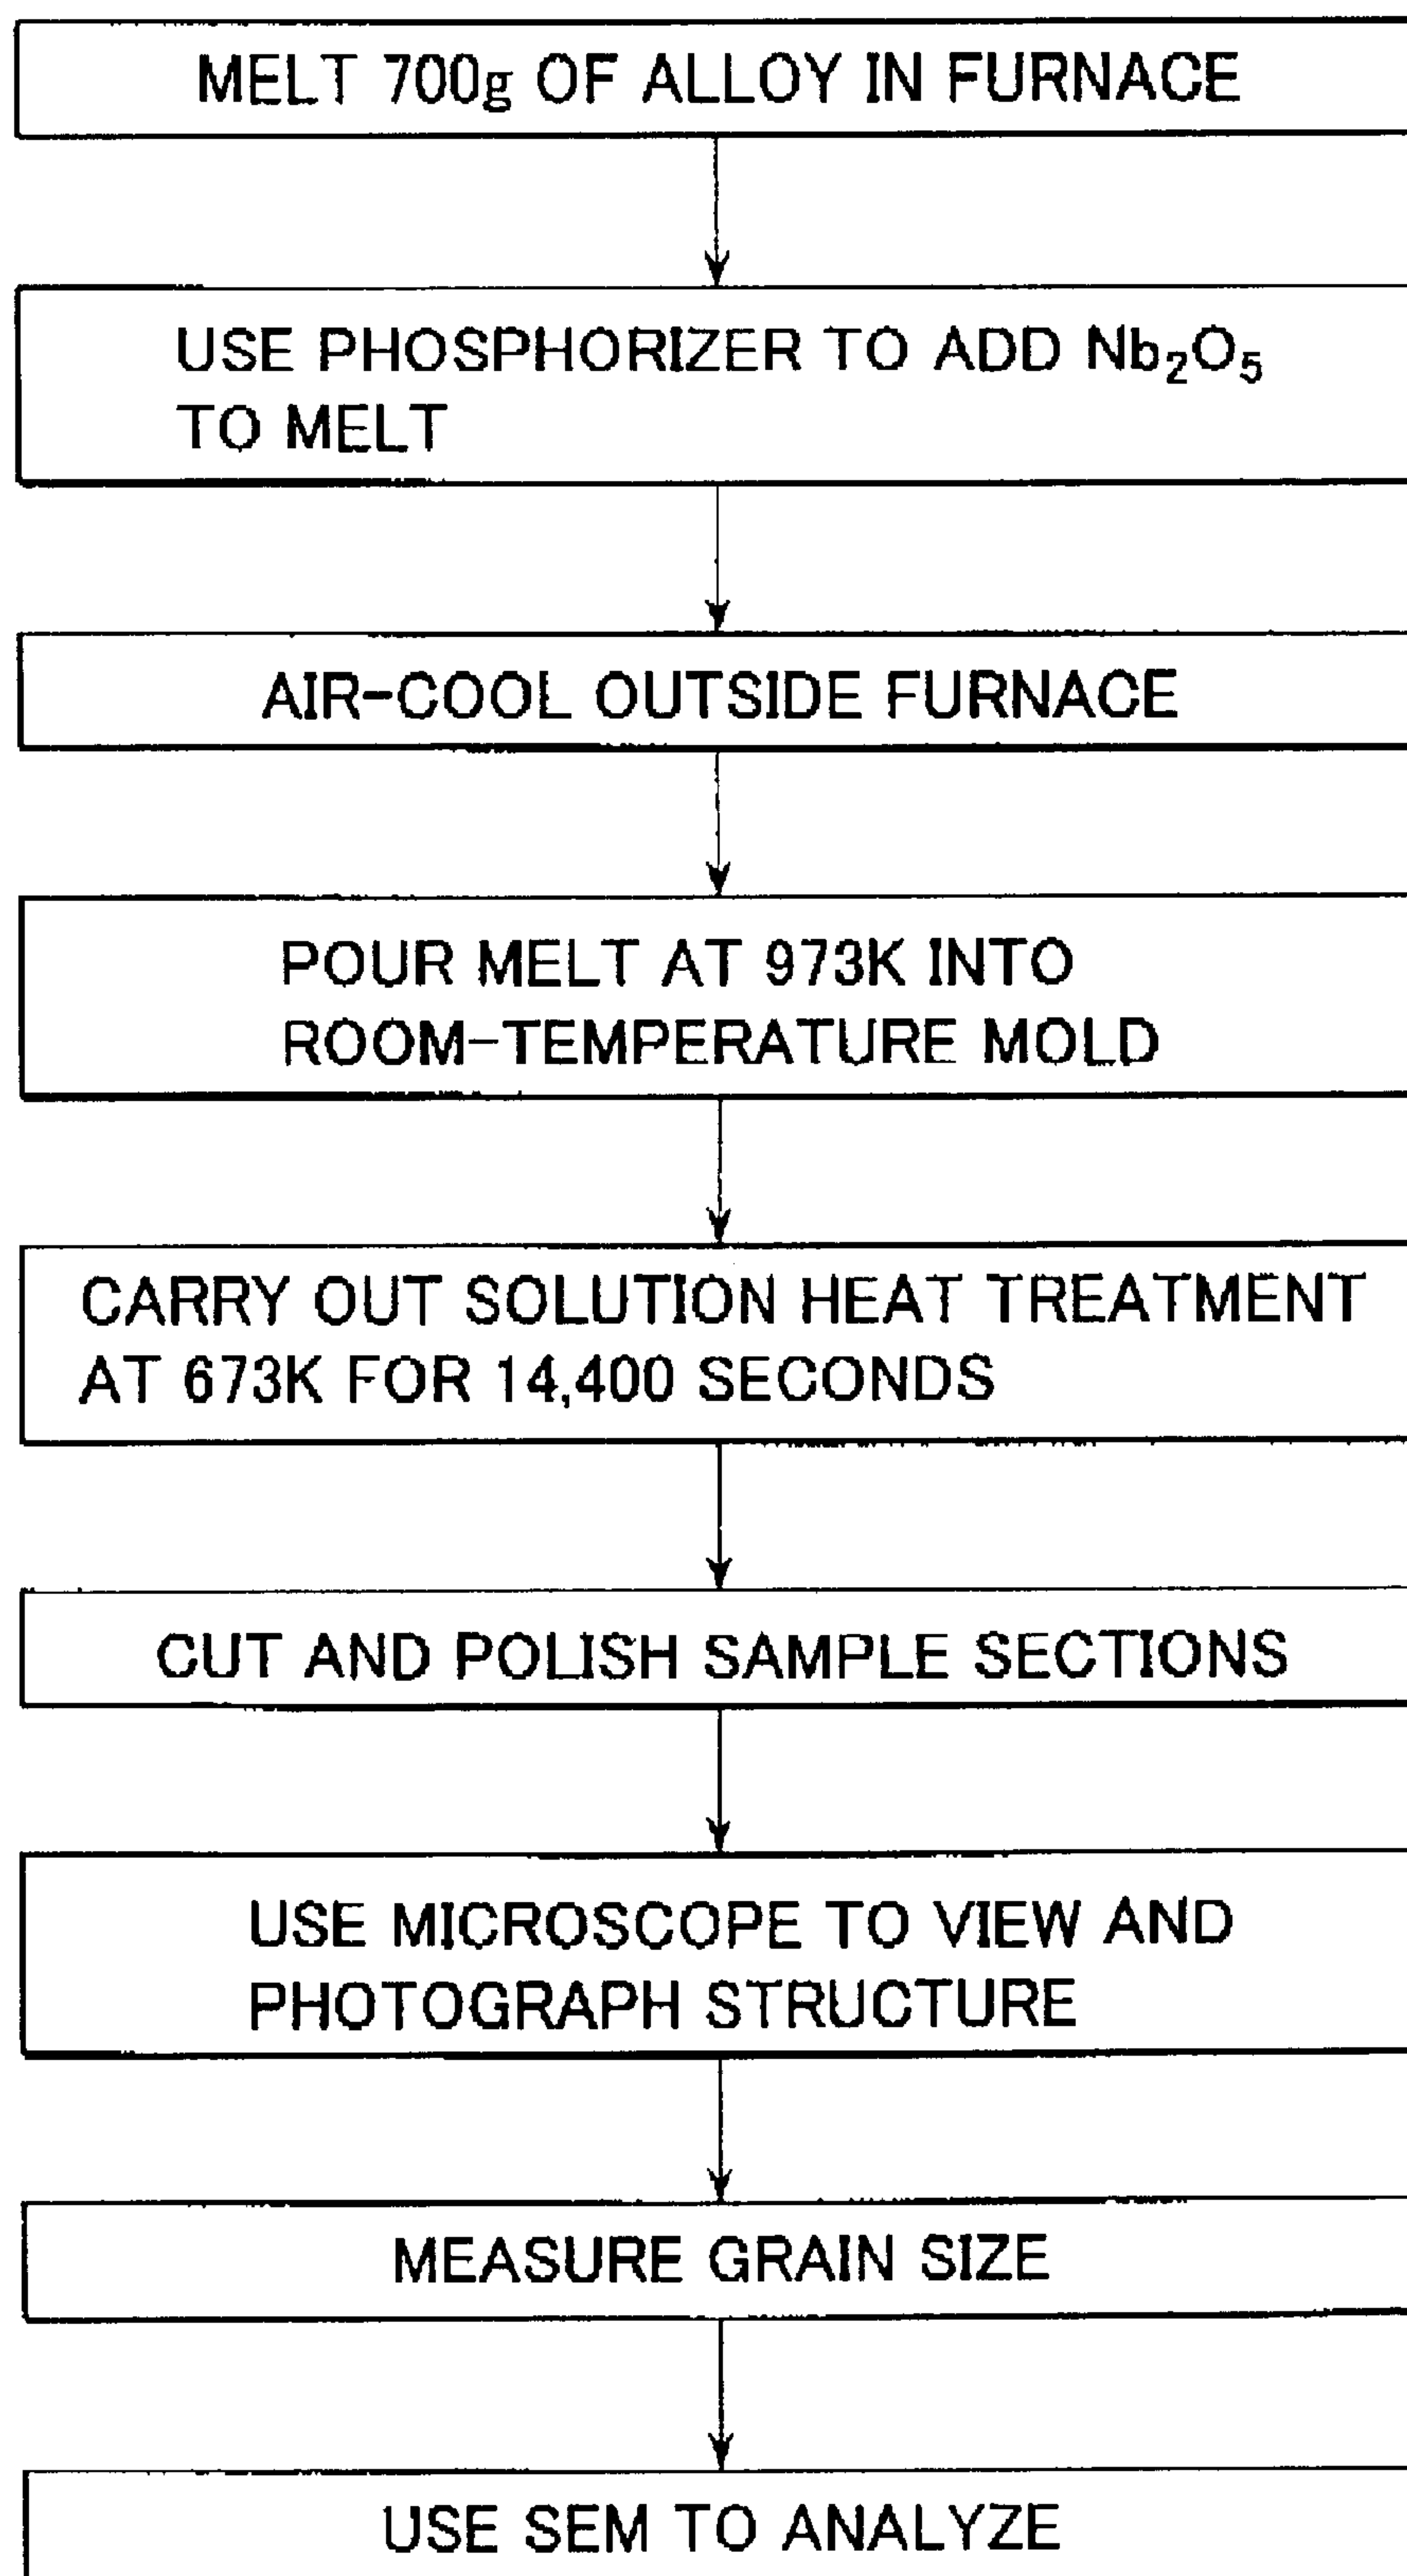 MELT 700g OF ALLOY IN FURNACE
USE PHOSPHORIZER TO ADD Nb₂O₅
TO MELT
AIR-COOL OUTSIDE FURNACE
POUR MELT AT 973K INTO
ROOM-TEMPERATURE MOLD
CARRY OUT SOLUTION HEAT TREATMENT
AT 673K FOR 14,400 SECONDS
CUT AND POLISH SAMPLE SECTIONS
USE MICROSCOPE TO VIEW AND
PHOTOGRAPH STRUCTURE
MEASURE GRAIN SIZE
USE SEM TO ANALYZE